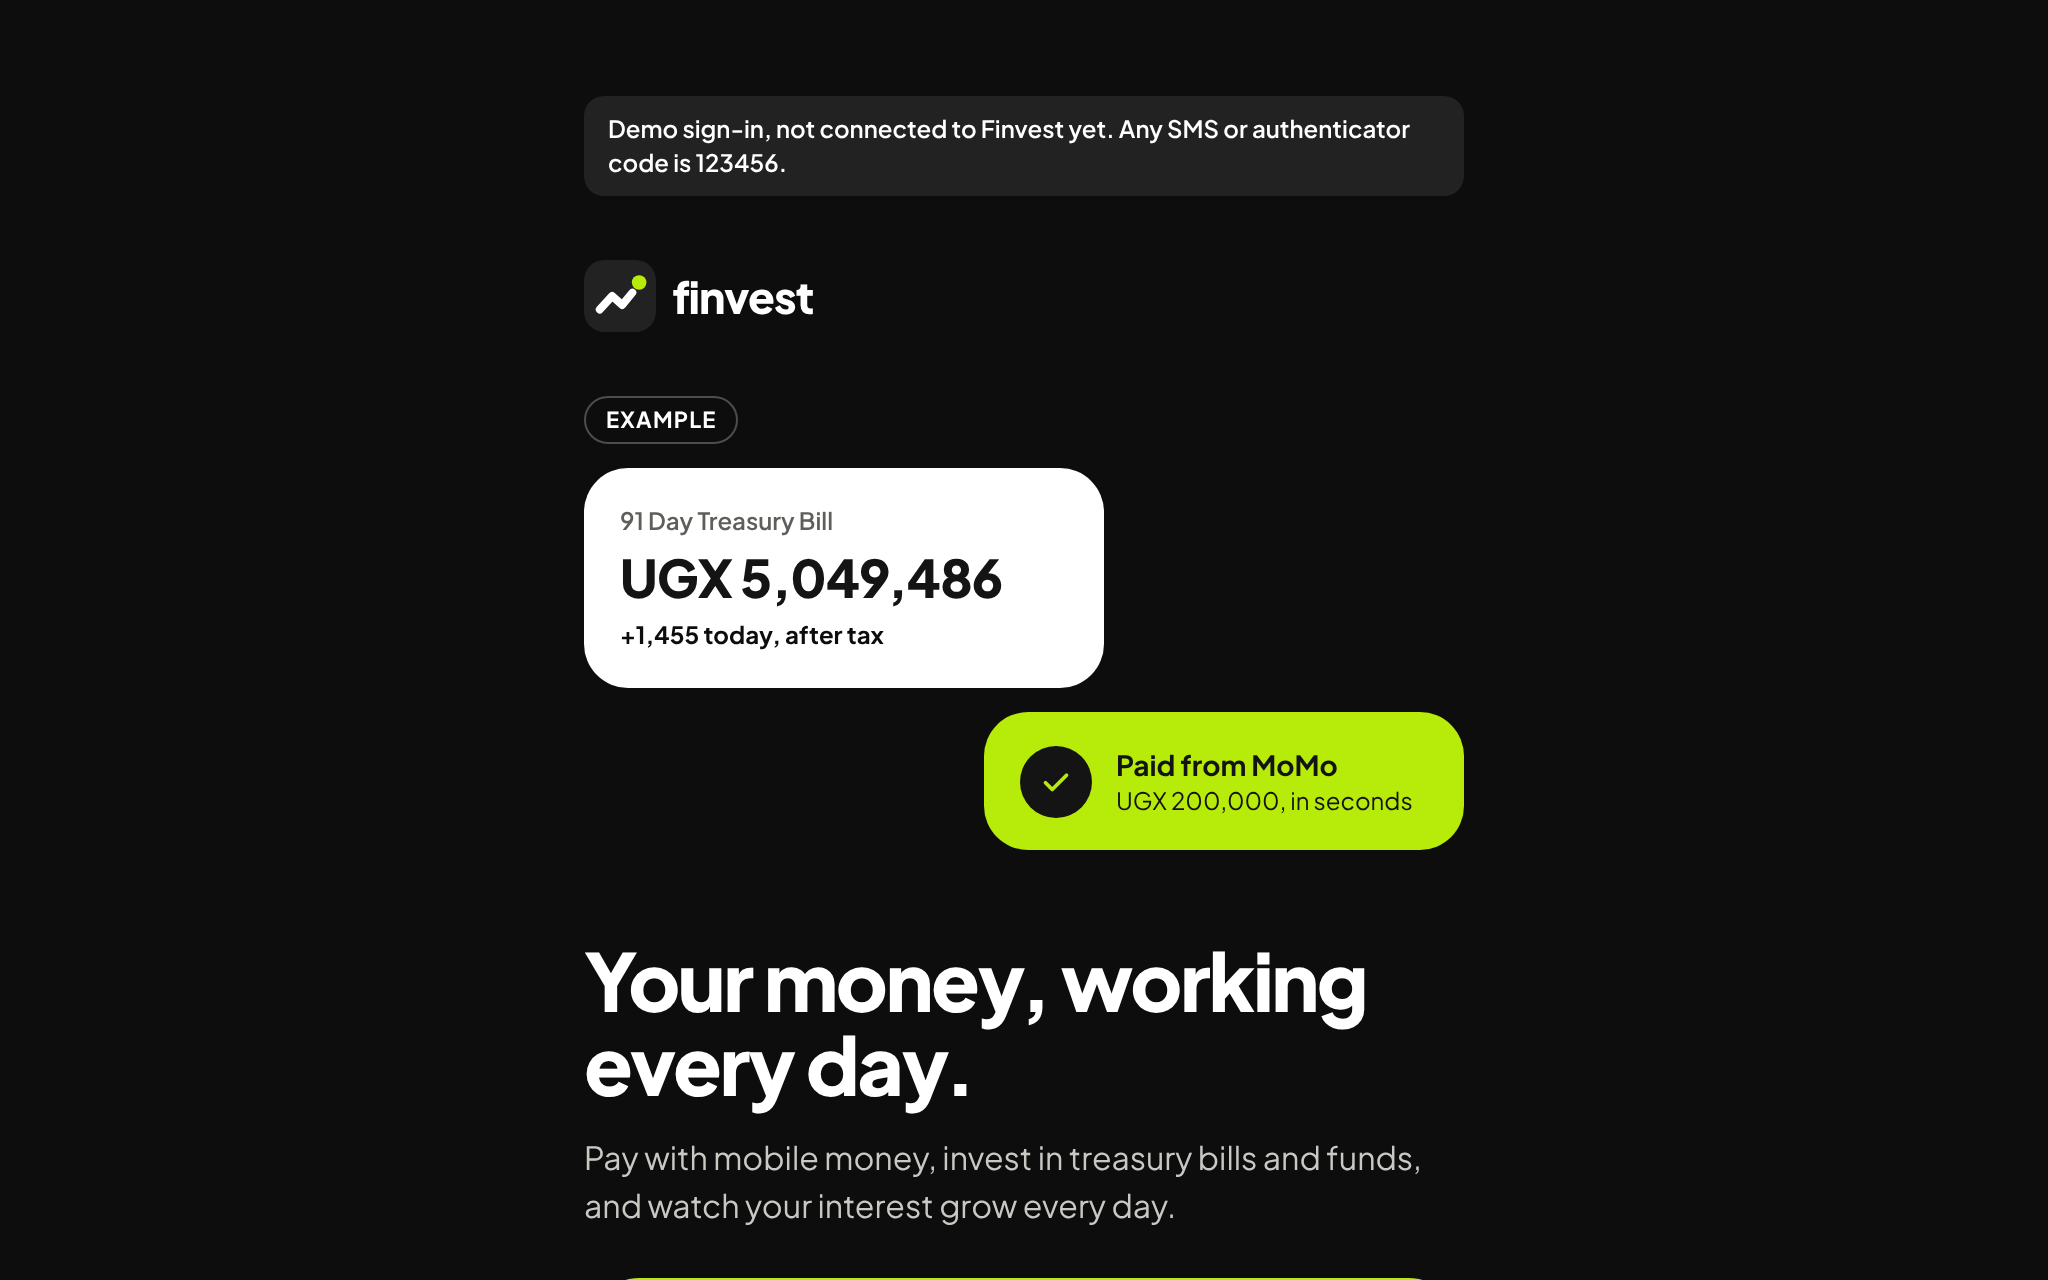 Demo sign-in, not connected to Finvest yet. Any SMS or authenticator
code is 123456.
finvest
EXAMPLE
91 Day Treasury Bill
UGX 5,049,486
+1,455 today, after tax
Paid from MoMo
UGX 200,000, in seconds
Your money, working
every day.
Pay with mobile money, invest in treasury bills and funds,
and watch your interest grow every day.